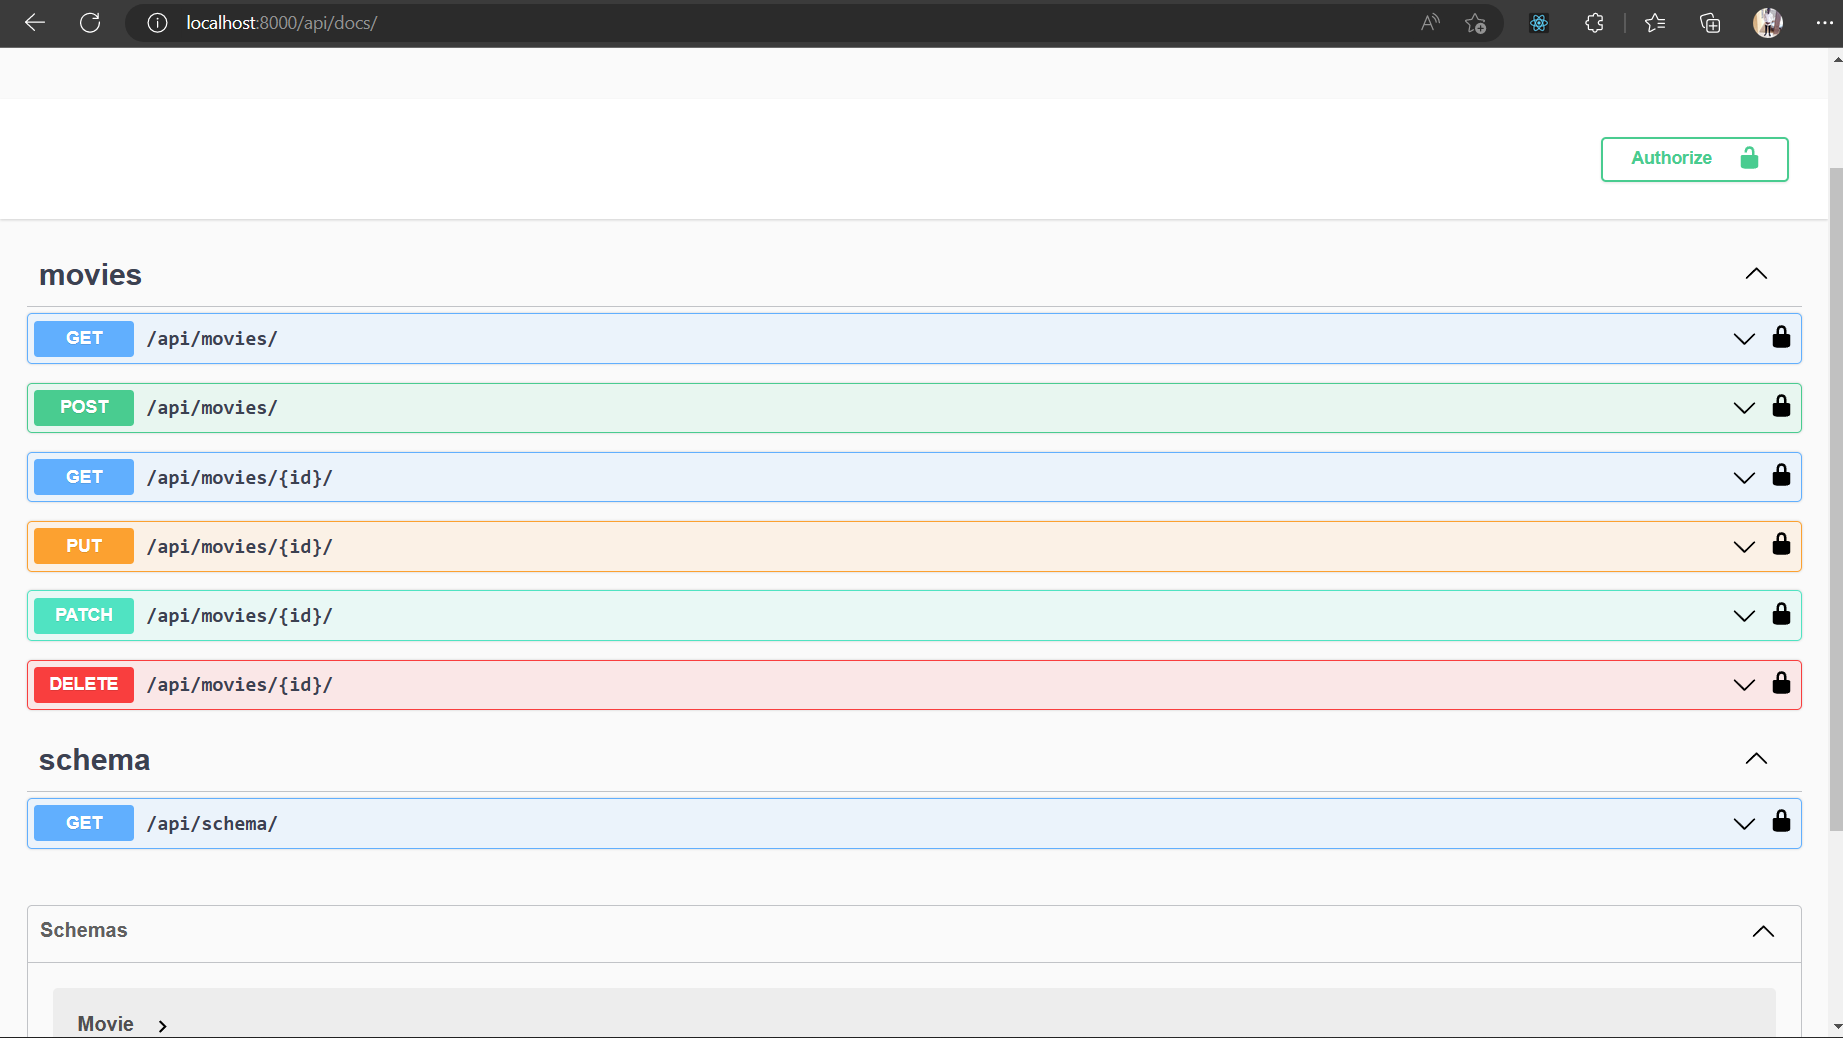 localhost:8000/api/docs/
Authorize
movies
GET /api/movies/
POST /api/movies/
GET /api/movies/{id}/
PUT /api/movies/{id}/
PATCH /api/movies/{id}/
DELETE /api/movies/{id}/
schema
GET /api/schema/
Schemas
Movie